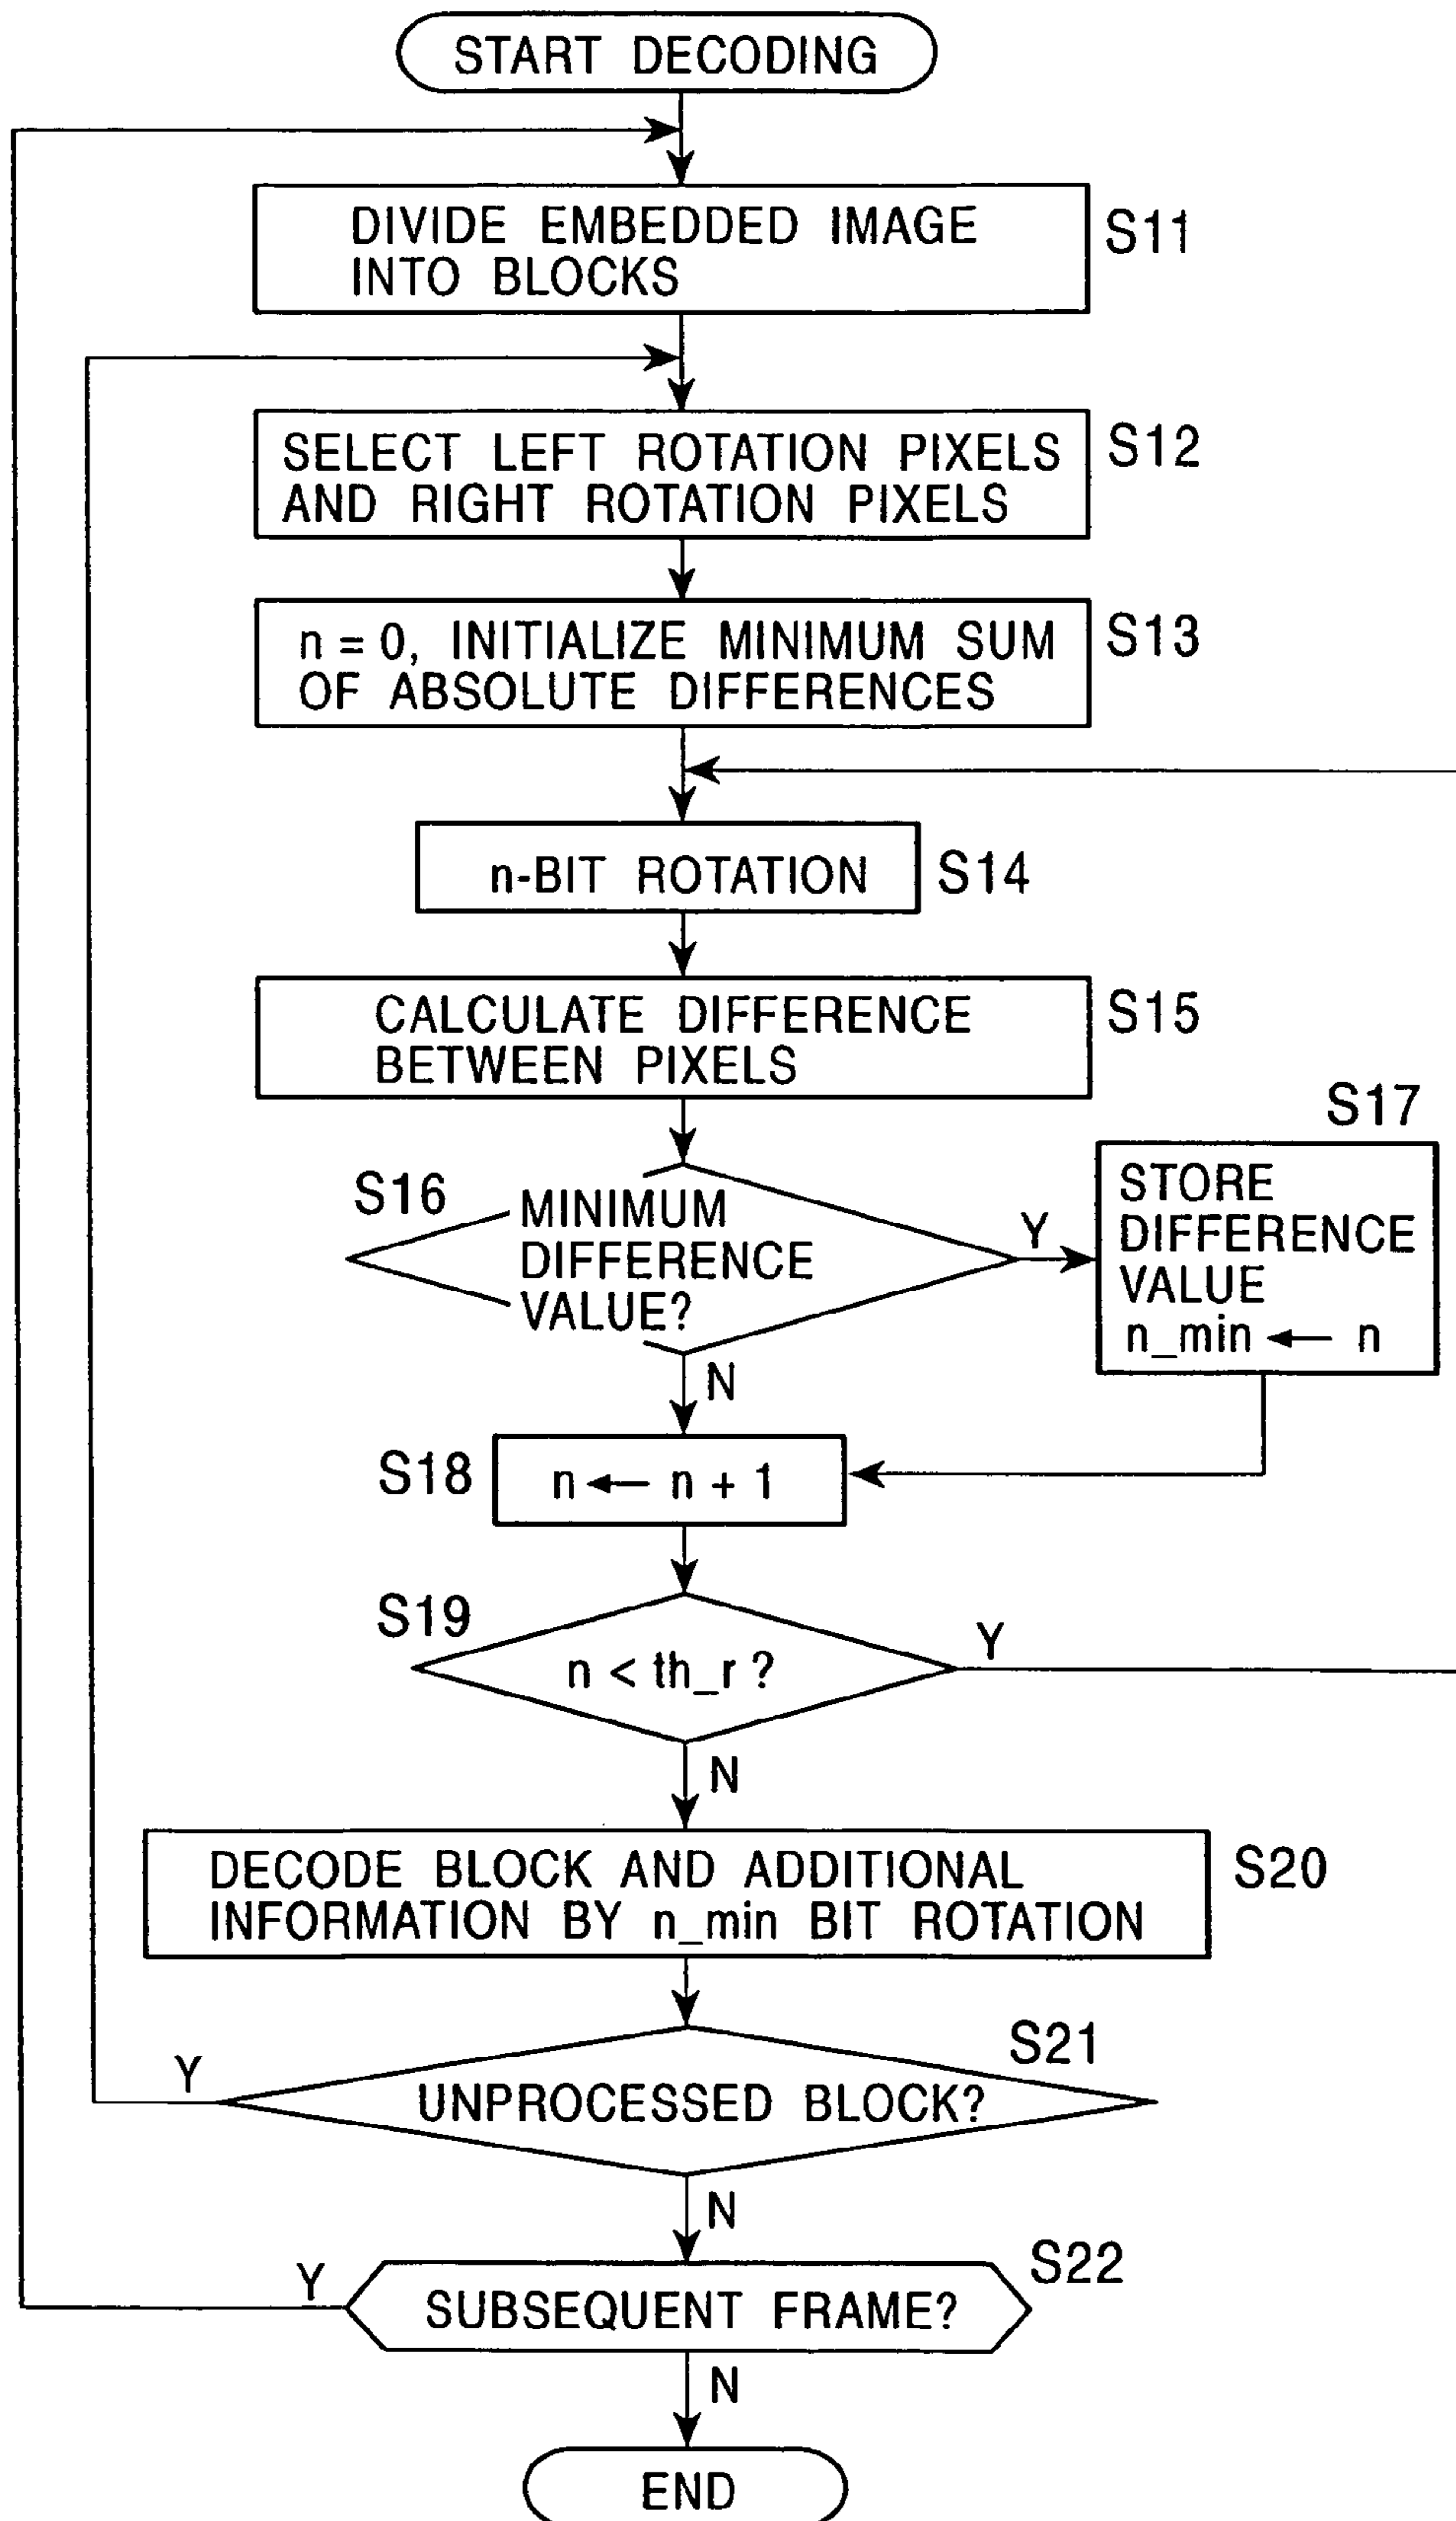 START DECODING
DIVIDE EMBEDDED IMAGE
INTO BLOCKS
S11
SELECT LEFT ROTATION PIXELS
AND RIGHT ROTATION PIXELS
S12
n = 0, INITIALIZE MINIMUM SUM
OF ABSOLUTE DIFFERENCES
S13
n-BIT ROTATION
S14
CALCULATE DIFFERENCE
BETWEEN PIXELS
S15
S16
MINIMUM
DIFFERENCE
VALUE?
Y
N
S17
STORE
DIFFERENCE
VALUE
n_min ← n
S18
n ← n + 1
S19
n < th_r ?
Y
N
DECODE BLOCK AND ADDITIONAL
INFORMATION BY n_min BIT ROTATION
S20
S21
Y
UNPROCESSED BLOCK?
N
S22
Y
SUBSEQUENT FRAME?
N
END